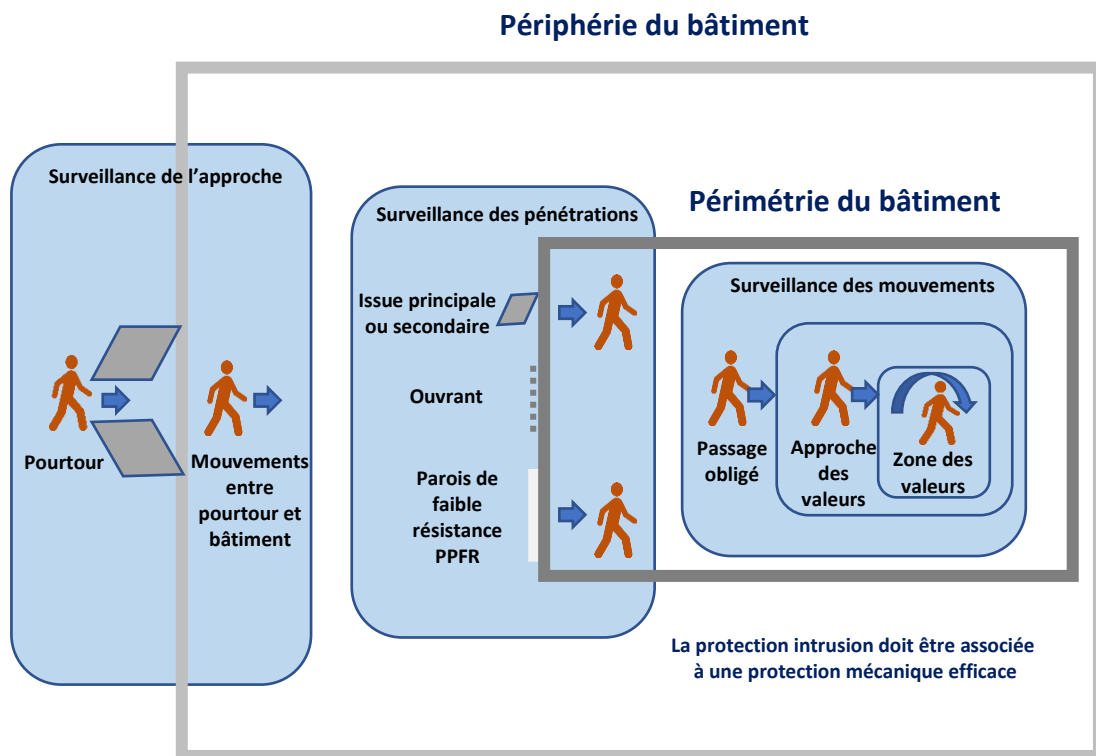 Périphérie du bâtiment
Surveillance de l'approche
Pourtour
Mouvements
entre
pourtour et
bâtiment
Surveillance des pénétrations
Issue principale
ou secondaire
Ouvrant
Parois de
faible
résistance
PPFR
Périmétrie du bâtiment
Surveillance des mouvements
Passage
obligé
Approche
des
valeurs
Zone des
valeurs
La protection intrusion doit être associée
à une protection mécanique efficace